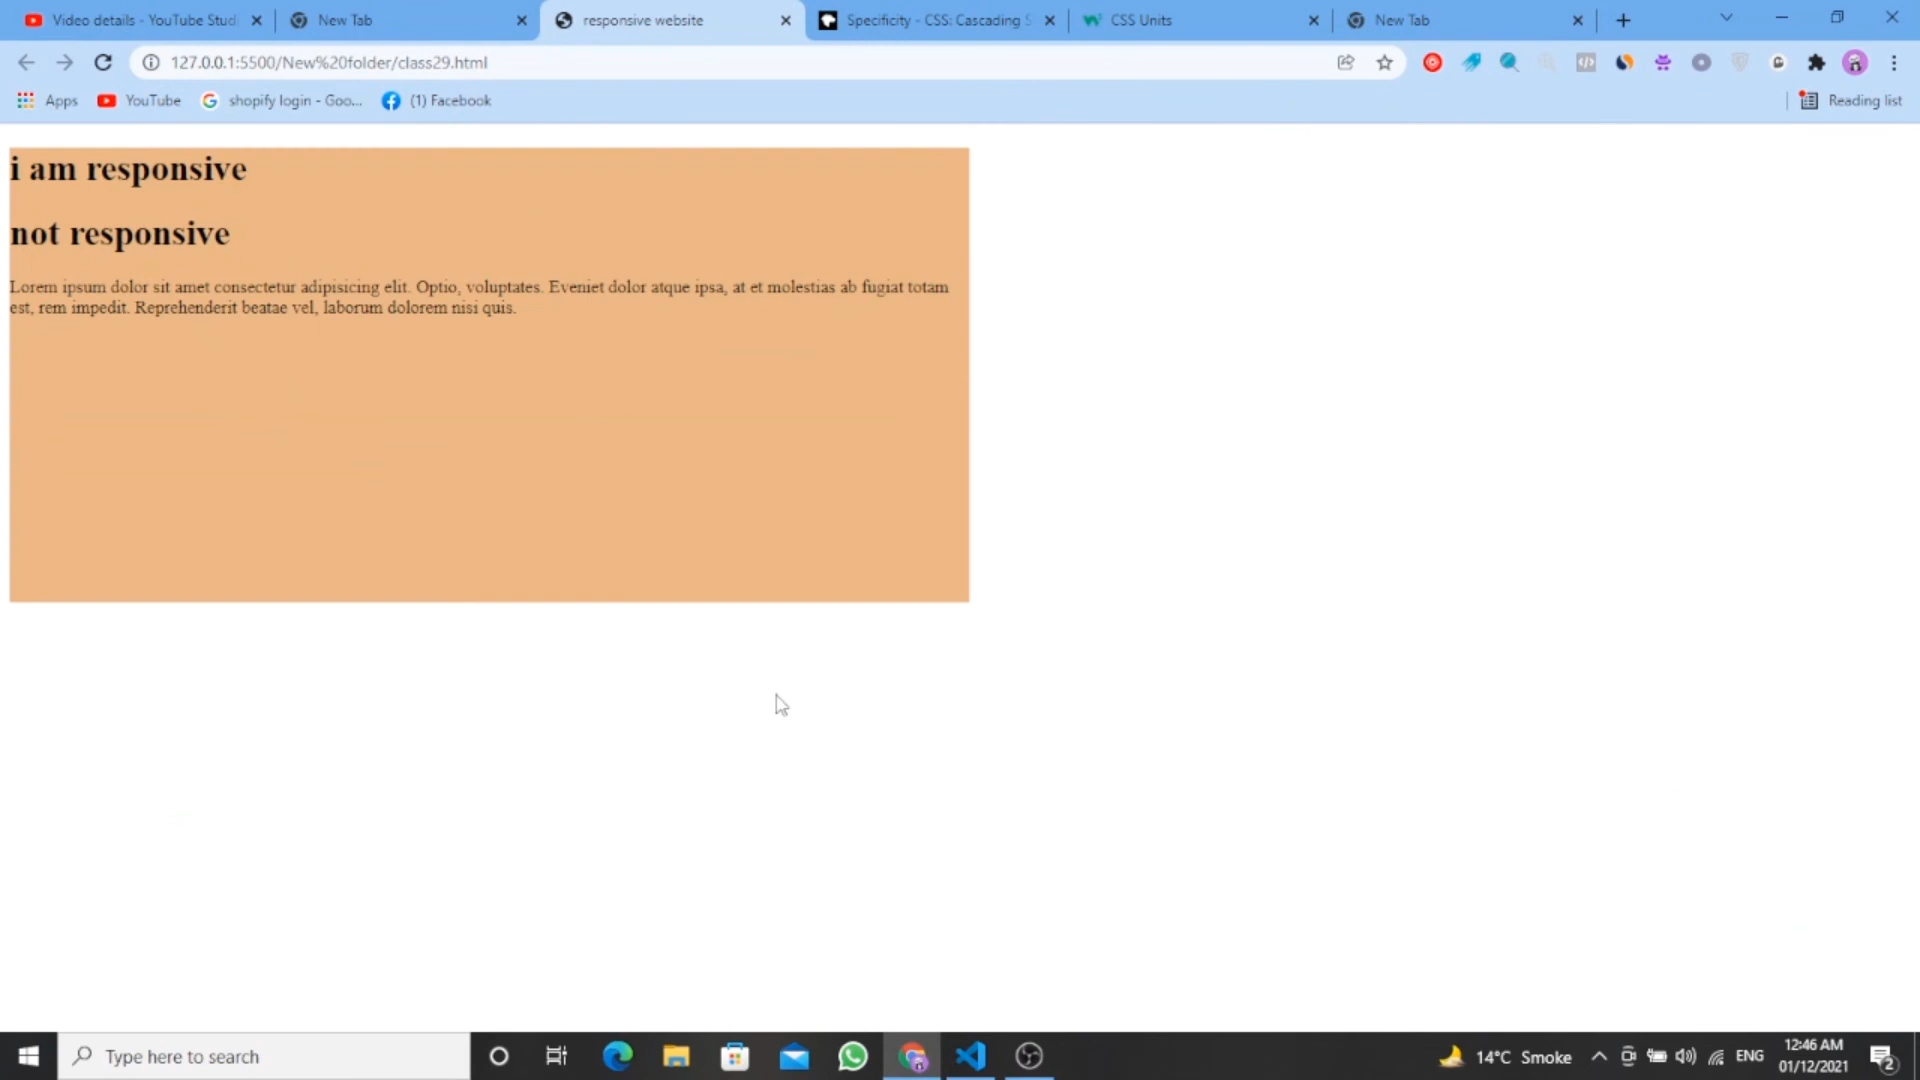 Video details - YouTube Studi
New Tab
responsive website
Specificity - CSS: Cascading S
CSS Units
New Tab
127.0.0.1:5500/New%20folder/class29.html
Apps
YouTube
shopify login - Goo...
(1) Facebook
Reading list
i am responsive
not responsive
Lorem ipsum dolor sit amet consectetur adipisicing elit. Optio, voluptates. Eveniet dolor atque ipsa, at et molestias ab fugiat totam
est, rem impedit. Reprehenderit beatae vel, laborum dolorem nisi quis.
Type here to search
14°C Smoke
ENG
12:46 AM
01/12/2021
2